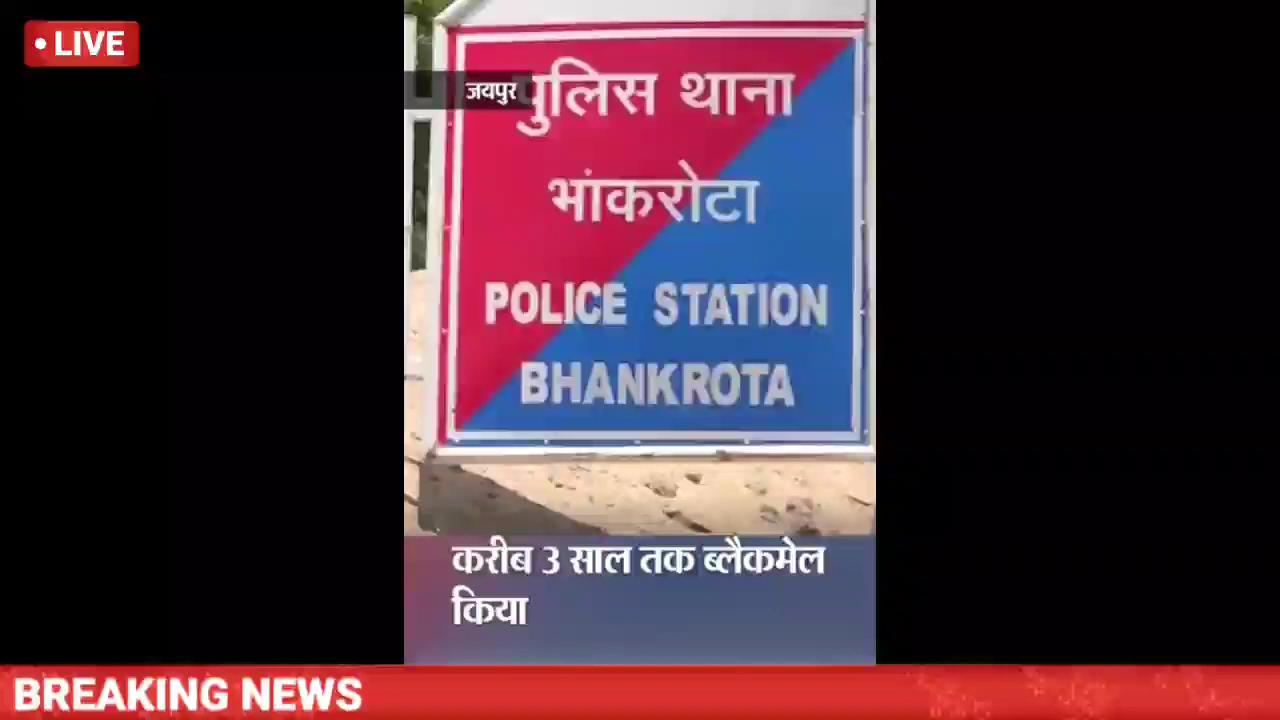 LIVE
जयपुर
पुलिस थाना
भांकरोटा
POLICE STATION
BHANKROTA
करीब 3 साल तक ब्लैकमेल
किया
BREAKING NEWS